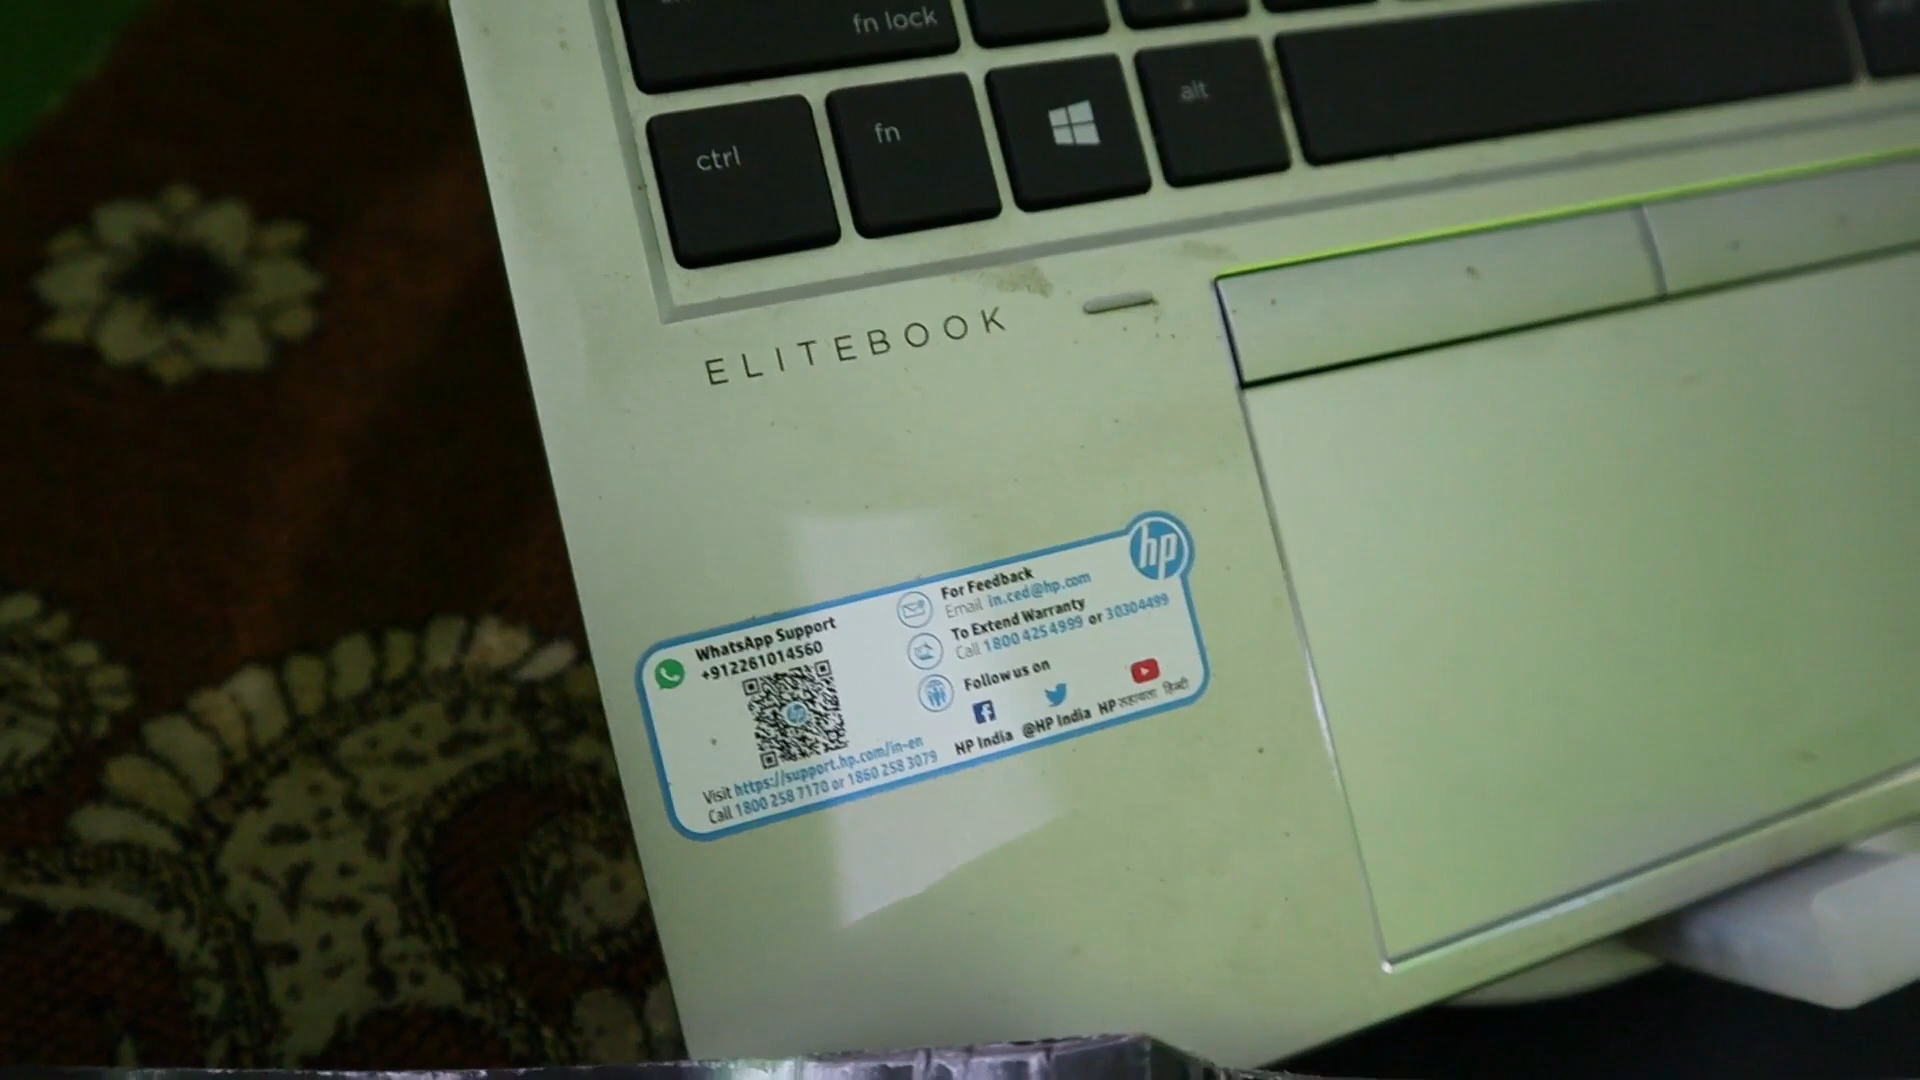 fn lock
ctrl
fn
alt
ELITEBOOK
hp
WhatsApp Support
+912261014560
Visit https://support.hp.com/in-en
Call 1800 258 7170 or 1860 258 3079
For Feedback
Email in.ced@hp.com
To Extend Warranty
Call 1800 425 4999 or 30304499
Follow us on
HP India @HP India HP सहायता हिन्दी